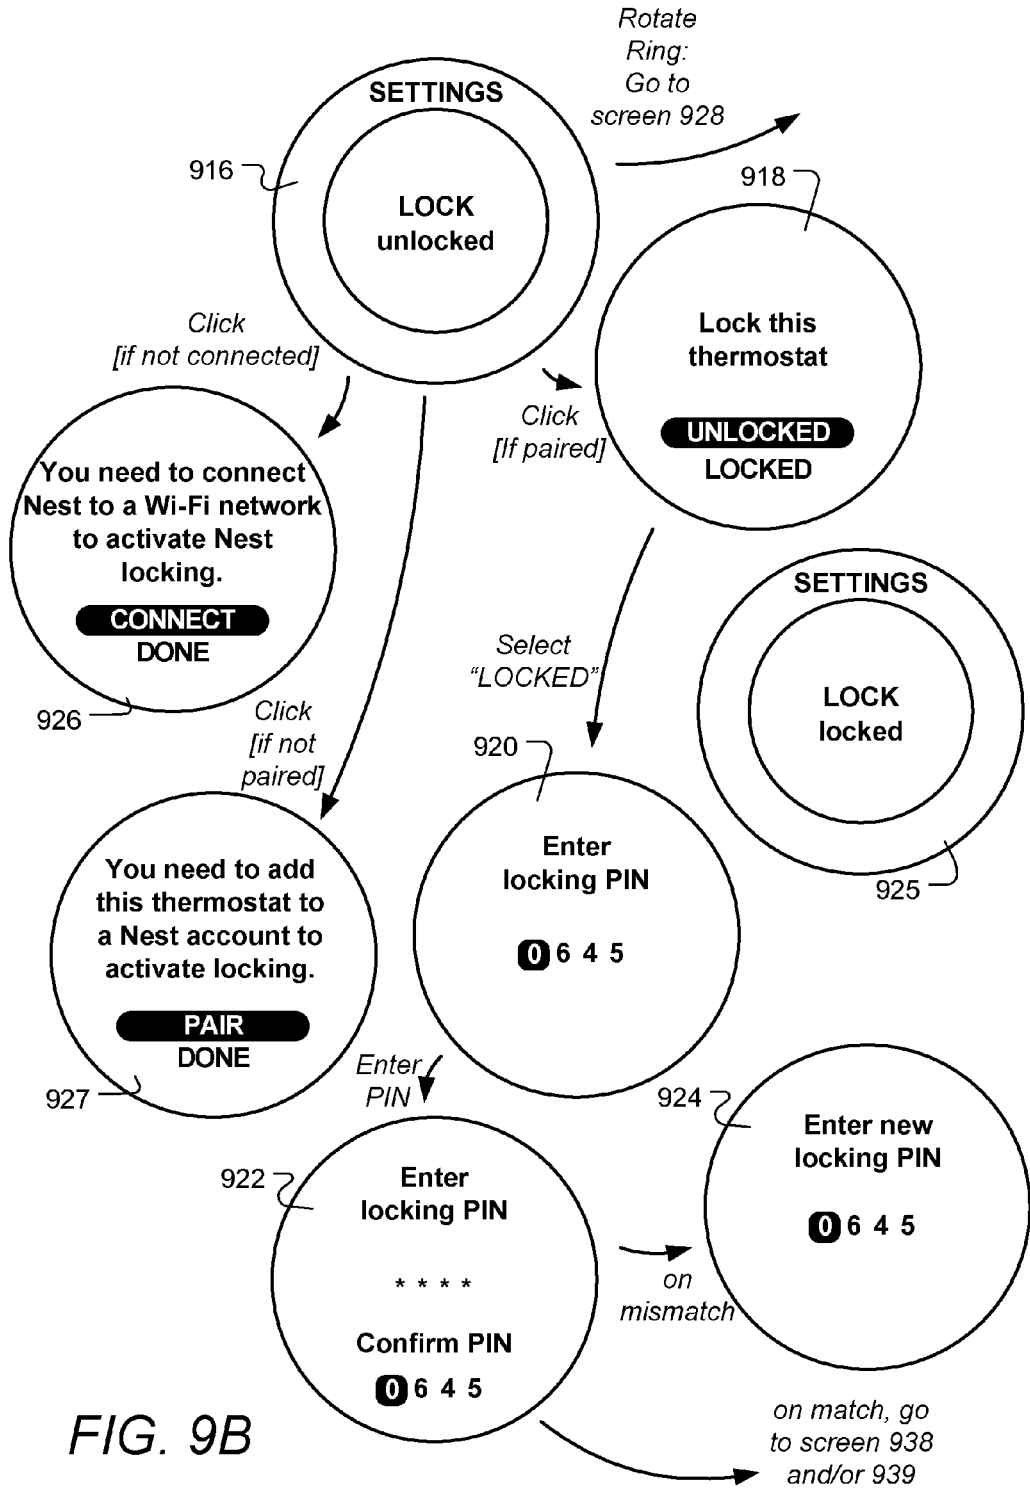 Rotate
Ring:
Go to
screen 928
SETTINGS
916
LOCK
unlocked
918
Lock this
thermostat
UNLOCKED
LOCKED
Click
[if not connected]
Click
[If paired]
You need to connect
Nest to a Wi-Fi network
to activate Nest
locking.
CONNECT
DONE
926
SETTINGS
LOCK
locked
925
Select
“LOCKED”
Click
[if not
paired]
920
Enter
locking PIN
0 6 4 5
You need to add
this thermostat to
a Nest account to
activate locking.
PAIR
DONE
927
Enter
PIN
924
Enter new
locking PIN
0 6 4 5
922
Enter
locking PIN
* * * *
Confirm PIN
0 6 4 5
on
mismatch
on match, go
to screen 938
and/or 939
FIG. 9B